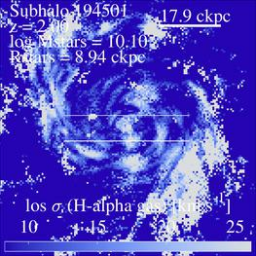 Subhalo 194501
17.9 ckpc
z = 2.00
log Mstars = 10.10
Rstars = 8.94 ckpc
los σ (H-alpha gas) [km s ]
10 15 20 25